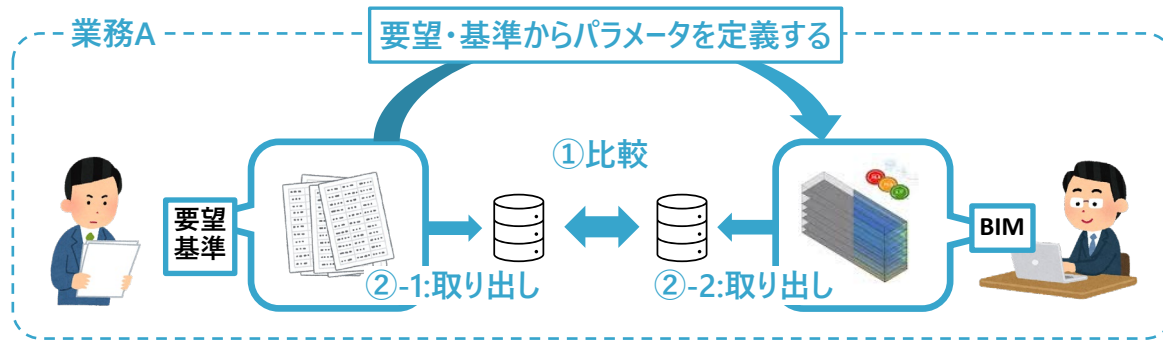 業務A
要望・基準からパラメータを定義する
①比較
要望
基準
BIM
②-1:取り出し
②-2:取り出し